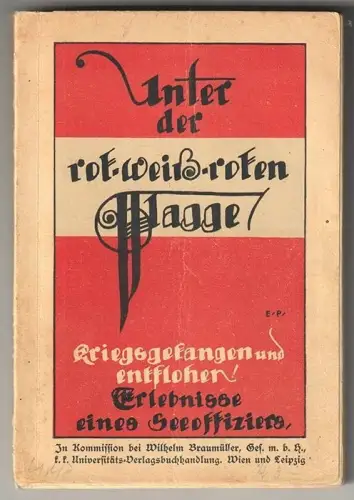 Unter
der
rot-weiß-roten
Flagge/
E·P·
Kriegsgefangen und
entflohen/
Erlebnisse
eines Seeoffiziers,
In Kommission bei Wilhelm Braumüller, Ges. m. b. H.,
k. k. Universitäts-Verlagsbuchhandlung. Wien und Leipzig